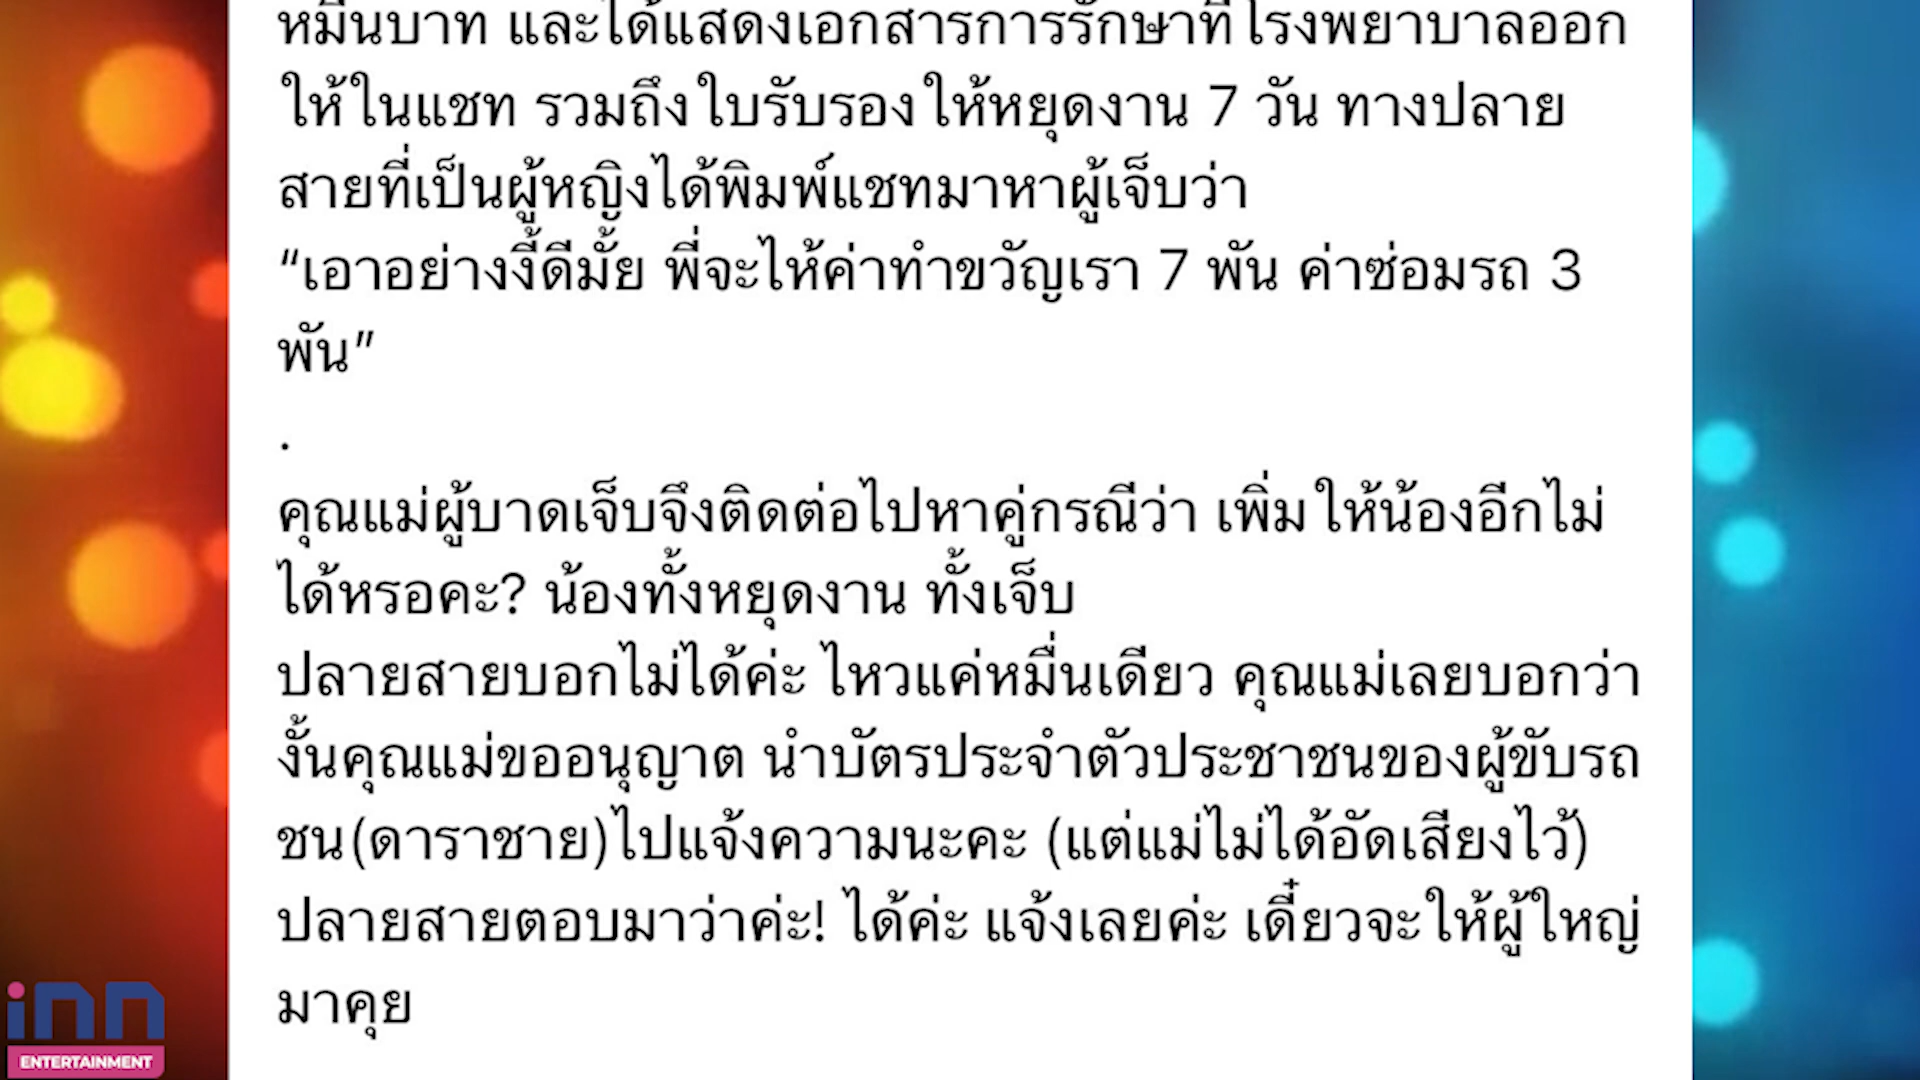 หมื่นบาท และได้แสดงเอกสารการรักษาที่โรงพยาบาลออก
ให้ในแชท รวมถึงใบรับรองให้หยุดงาน 7 วัน ทางปลาย
สายที่เป็นผู้หญิงได้พิมพ์แชทมาหาผู้เจ็บว่า
“เอาอย่างงี้ดีมั้ย พี่จะไห้ค่าทำขวัญเรา 7 พัน ค่าซ่อมรถ 3
พัน”
.
คุณแม่ผู้บาดเจ็บจึงติดต่อไปหาคู่กรณีว่า เพิ่มให้น้องอีกไม่
ได้หรอคะ? น้องทั้งหยุดงาน ทั้งเจ็บ
ปลายสายบอกไม่ได้ค่ะ ไหวแค่หมื่นเดียว คุณแม่เลยบอกว่า
งั้นคุณแม่ขออนุญาต นำบัตรประจำตัวประชาชนของผู้ขับรถ
ชน(ดาราชาย)ไปแจ้งความนะคะ (แต่แม่ไม่ได้อัดเสียงไว้)
ปลายสายตอบมาว่าค่ะ! ได้ค่ะ แจ้งเลยค่ะ เดี๋ยวจะให้ผู้ใหญ่
มาคุย
inn
ENTERTAINMENT